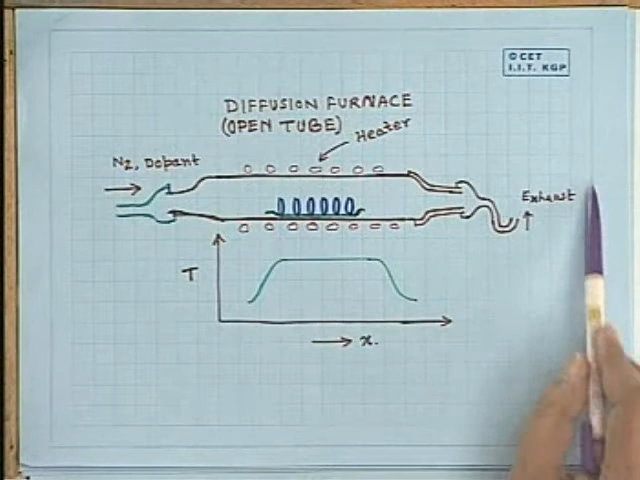 © CET
I.I.T. KGP
DIFFUSION FURNACE
(OPEN TUBE)
Heater
N2, Dopant
Exhaust
T
x.